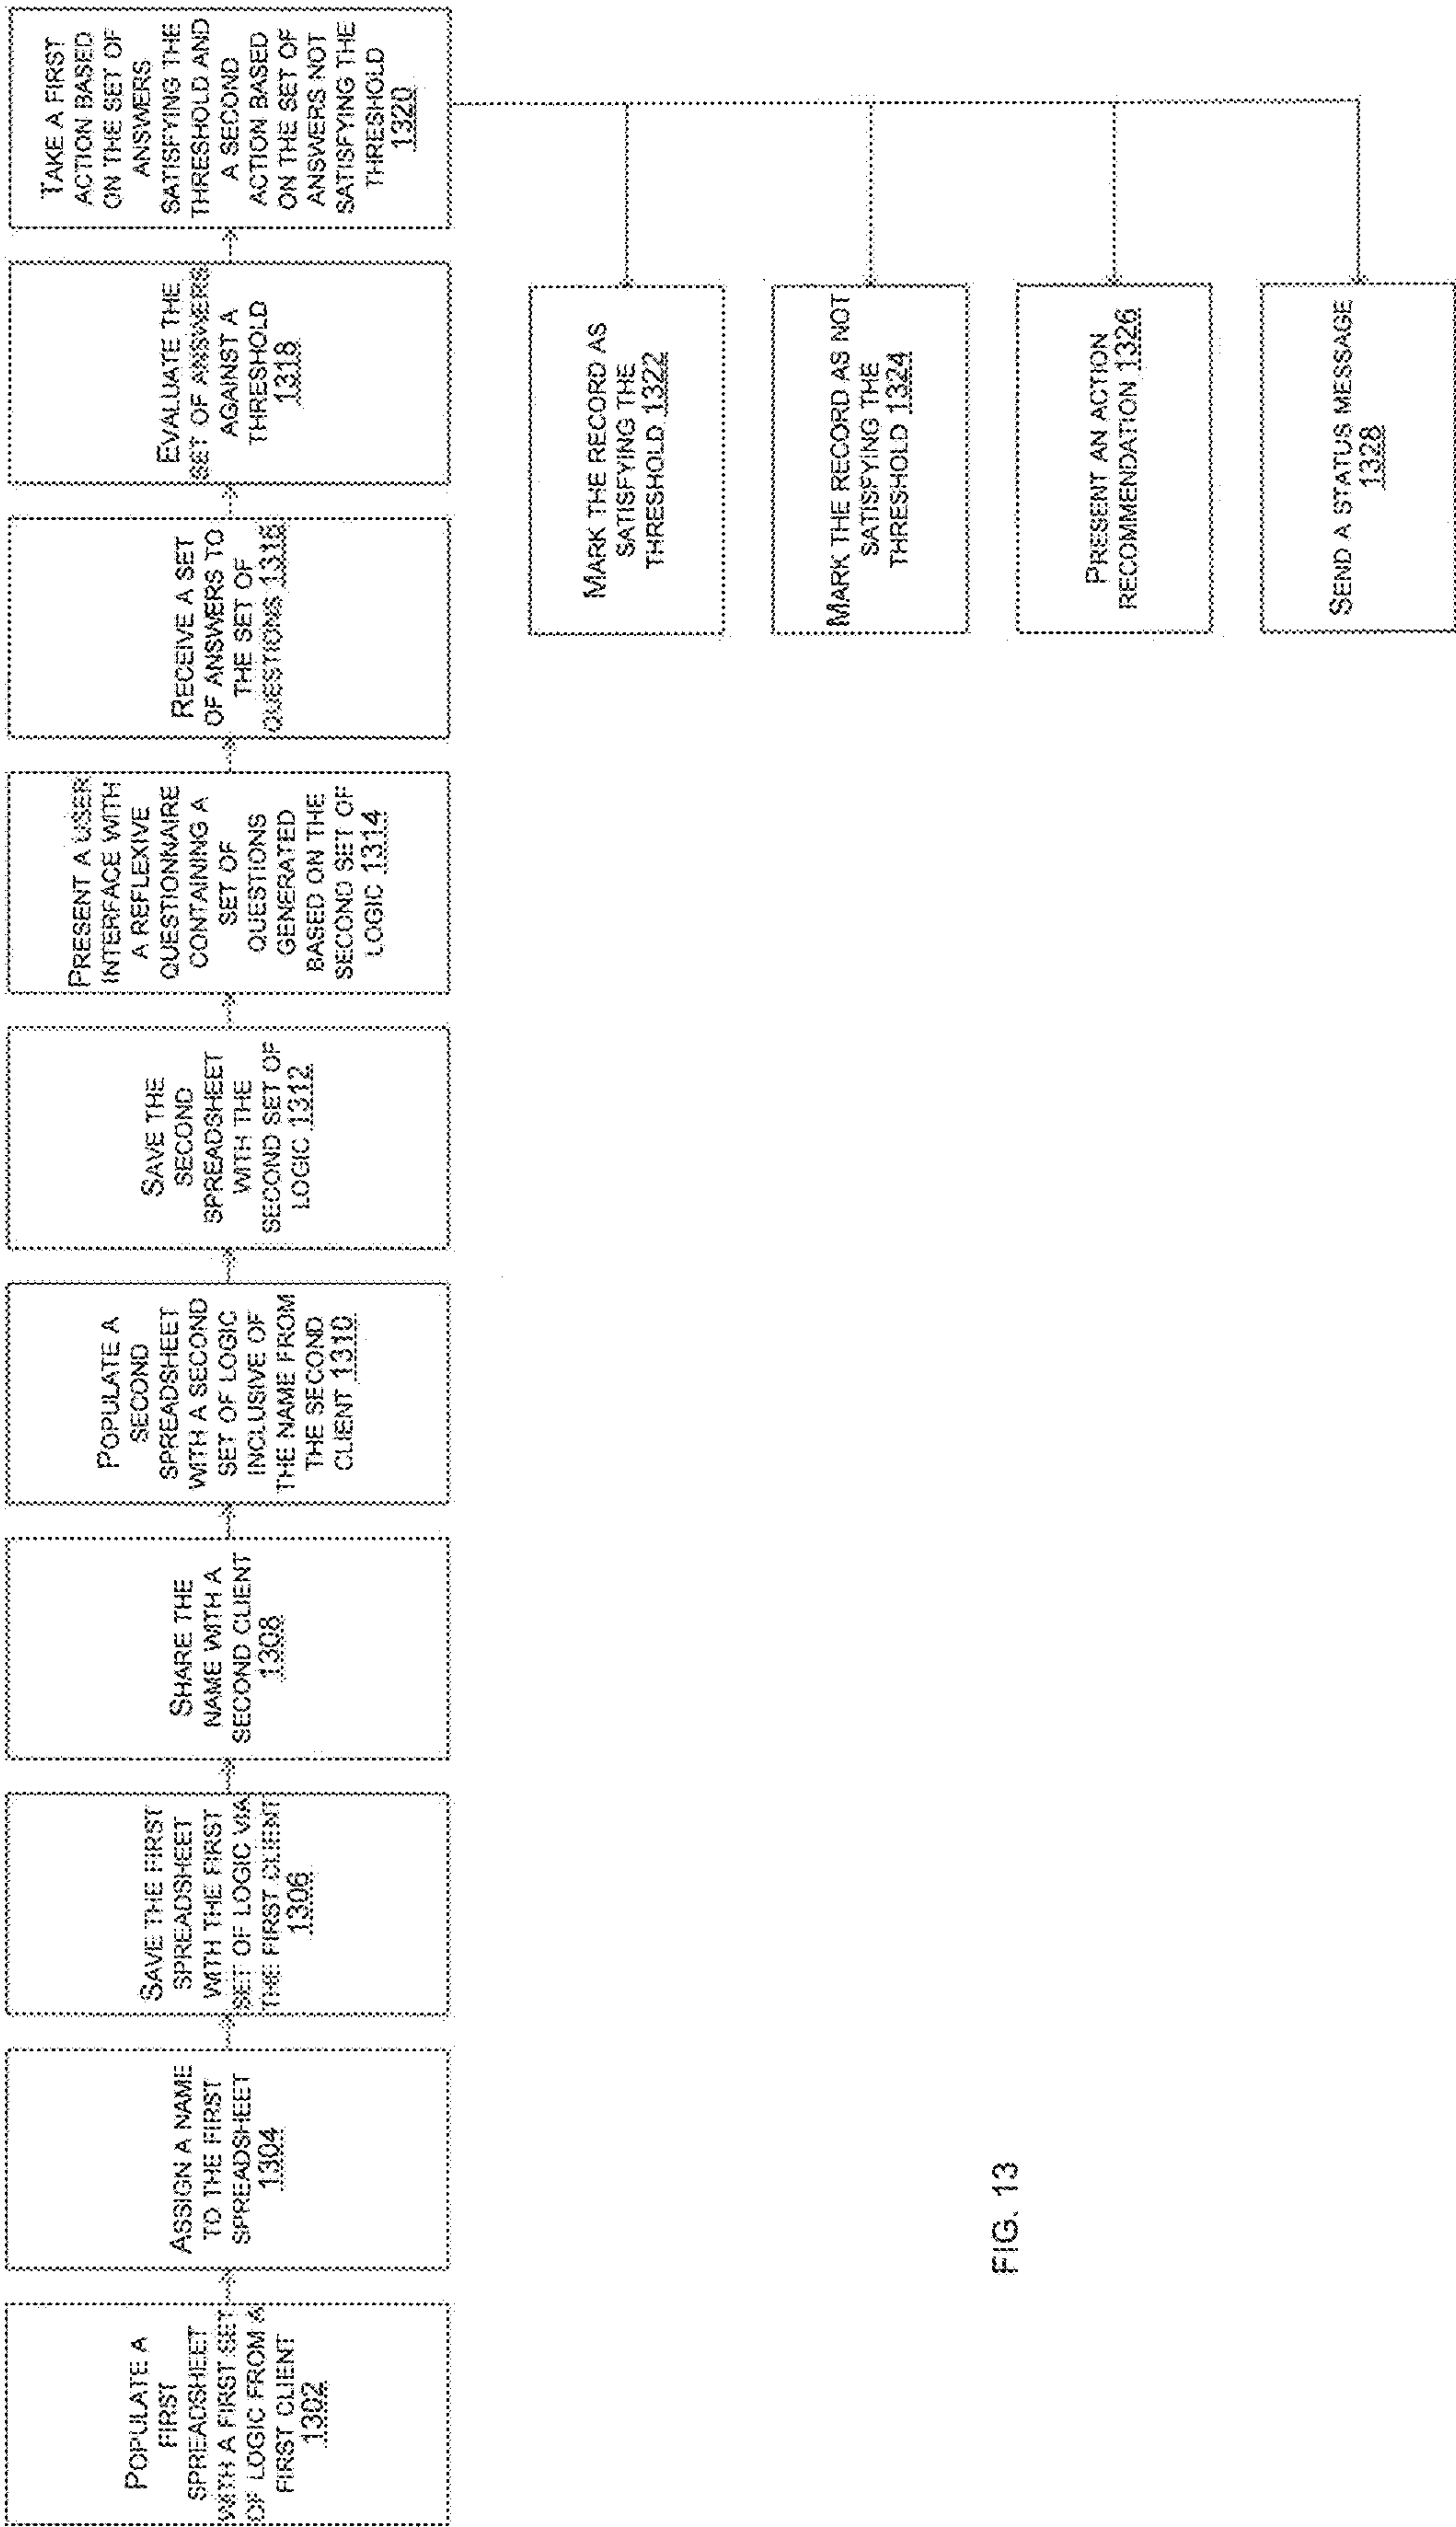 POPULATE A
FIRST
SPREADSHEET
WITH A FIRST SET
OF LOGIC FROM A
FIRST CLIENT
1302
ASSIGN A NAME
TO THE FIRST
SPREADSHEET
1304
SAVE THE FIRST
SPREADSHEET
WITH THE FIRST
SET OF LOGIC VIA
THE FIRST CLIENT
1306
SHARE THE
NAME WITH A
SECOND CLIENT
1308
POPULATE A
SECOND
SPREADSHEET
WITH A SECOND
SET OF LOGIC
INCLUSIVE OF
THE NAME FROM
THE SECOND
CLIENT 1310
SAVE THE
SECOND
SPREADSHEET
WITH THE
SECOND SET OF
LOGIC 1312
PRESENT A USER
INTERFACE WITH
A REFLEXIVE
QUESTIONNAIRE
CONTAINING A
SET OF
QUESTIONS
GENERATED
BASED ON THE
SECOND SET OF
LOGIC 1314
RECEIVE A SET
OF ANSWERS TO
THE SET OF
QUESTIONS 1316
EVALUATE THE
SET OF ANSWERS
AGAINST A
THRESHOLD
1318
TAKE A FIRST
ACTION BASED
ON THE SET OF
ANSWERS
SATISFYING THE
THRESHOLD AND
A SECOND
ACTION BASED
ON THE SET OF
ANSWERS NOT
SATISFYING THE
THRESHOLD
1320
MARK THE RECORD AS
SATISFYING THE
THRESHOLD 1322
MARK THE RECORD AS NOT
SATISFYING THE
THRESHOLD 1324
PRESENT AN ACTION
RECOMMENDATION 1326
SEND A STATUS MESSAGE
1328
FIG. 13